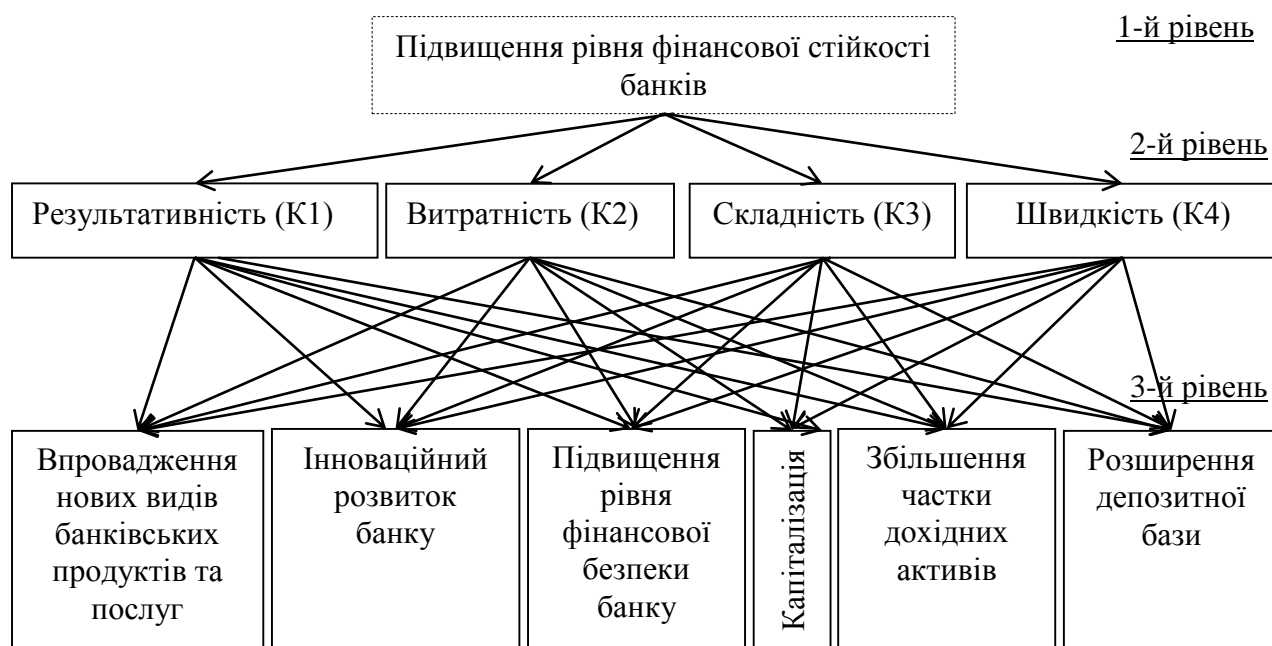 1-й рівень
Підвищення рівня фінансової стійкості
банків
2-й рівень
Результативність (К1)
Витратність (К2)
Складність (К3)
Швидкість (К4)
3-й рівень
Впровадження
нових видів
банківських
продуктів та
послуг
Інноваційний
розвиток
банку
Підвищення
рівня
фінансової
безпеки
банку
Капіталізація
Збільшення
частки
дохідних
активів
Розширення
депозитної
бази